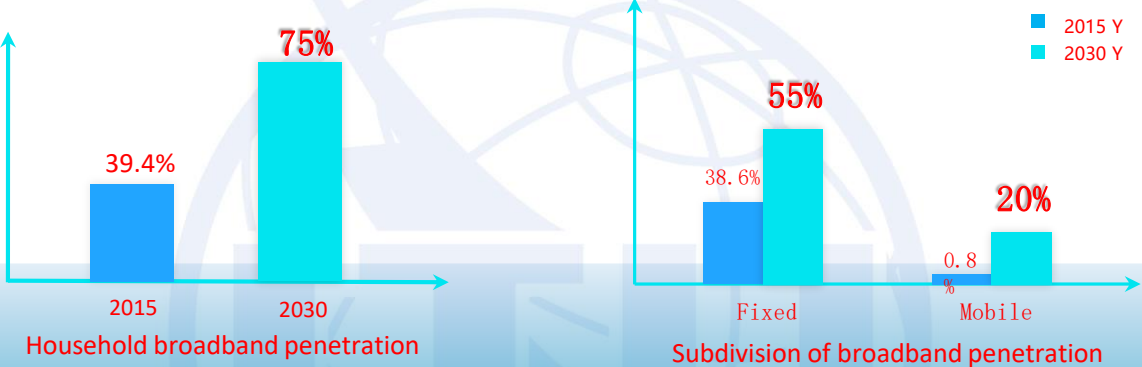 75%
39.4%
2015
2030
Household broadband penetration
2015 Y
2030 Y
55%
38.6%
20%
0.8
%
Fixed
Mobile
Subdivision of broadband penetration
ITU